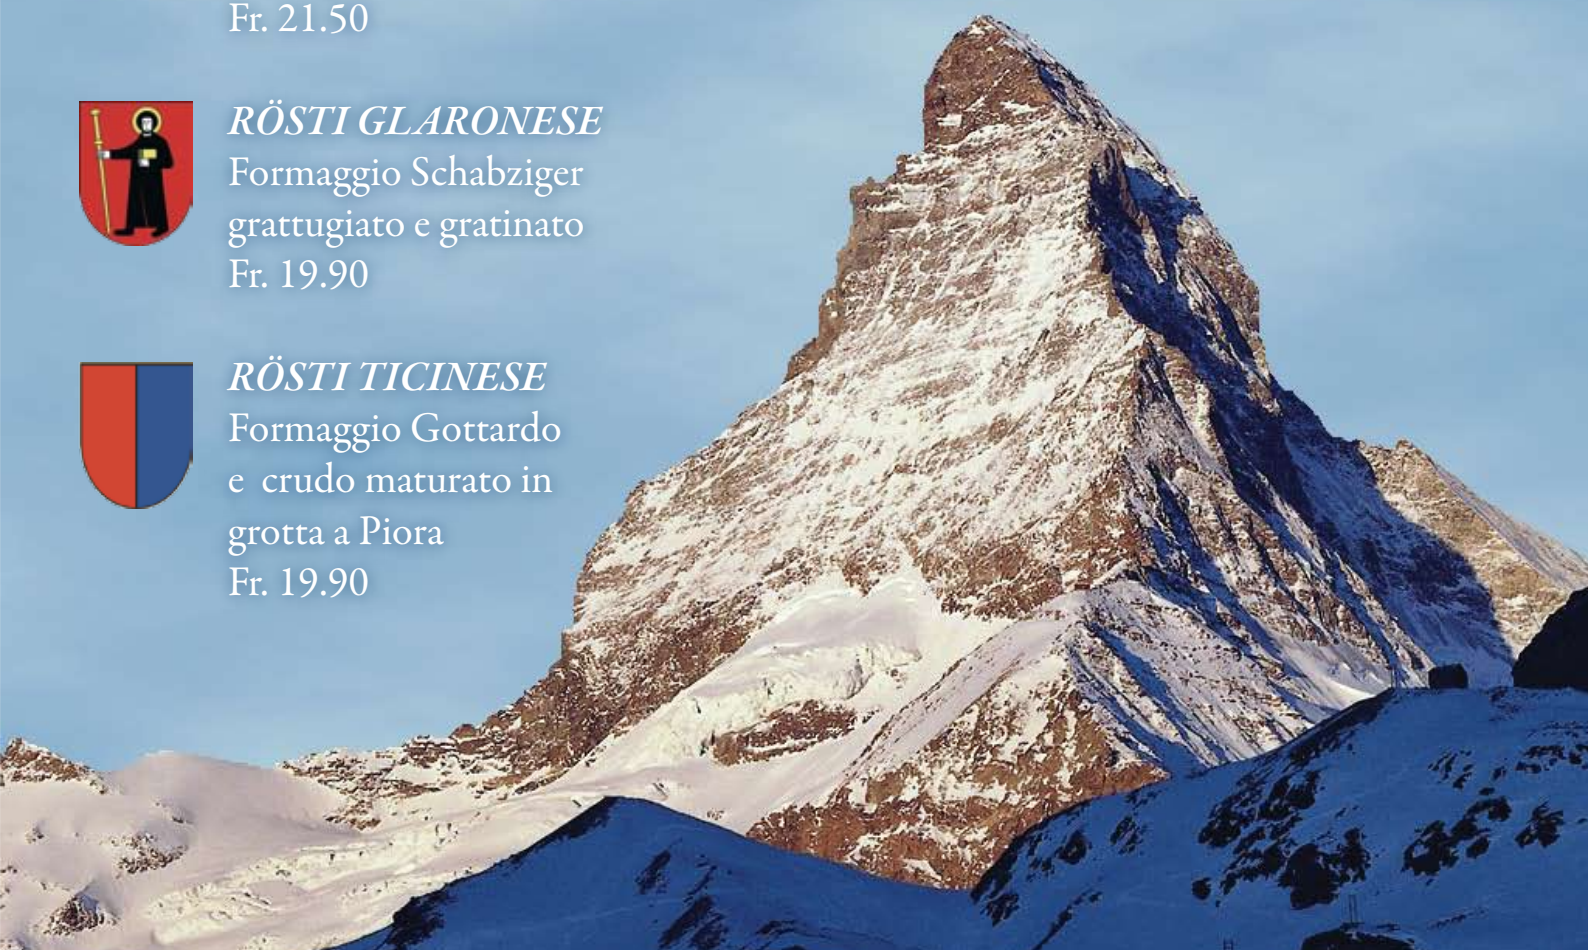 Fr. 21.50
RÖSTI GLARONESE
Formaggio Schabziger
grattugiato e gratinato
Fr. 19.90
RÖSTI TICINESE
Formaggio Gottardo
e crudo maturato in
grotta a Piora
Fr. 19.90